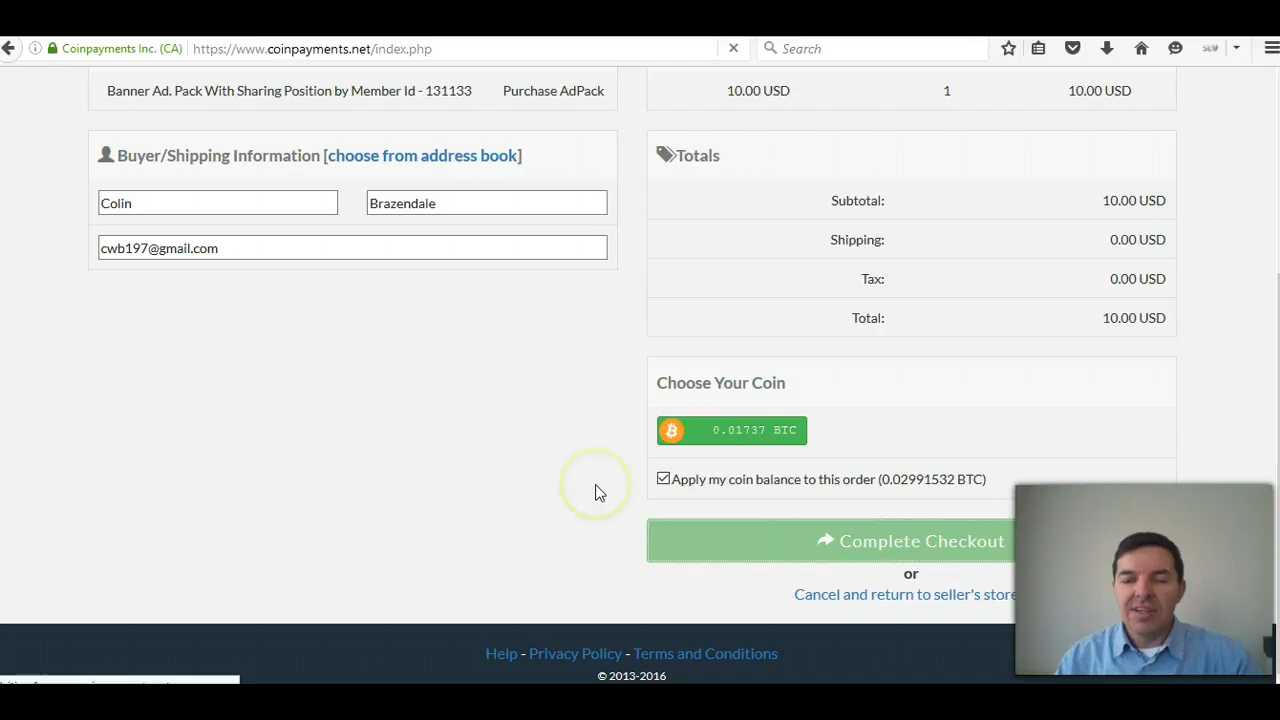 Coinpayments Inc. (CA) https://www.coinpayments.net/index.php Search
Banner Ad. Pack With Sharing Position by Member Id - 131133 Purchase AdPack 10.00 USD 1 10.00 USD
Buyer/Shipping Information [choose from address book]
Colin Brazendale
cwb197@gmail.com
Totals
Subtotal: 10.00 USD
Shipping: 0.00 USD
Tax: 0.00 USD
Total: 10.00 USD
Choose Your Coin
0.01737 BTC
Apply my coin balance to this order (0.02991532 BTC)
Complete Checkout
or
Cancel and return to seller's store
Help - Privacy Policy - Terms and Conditions
© 2013-2016